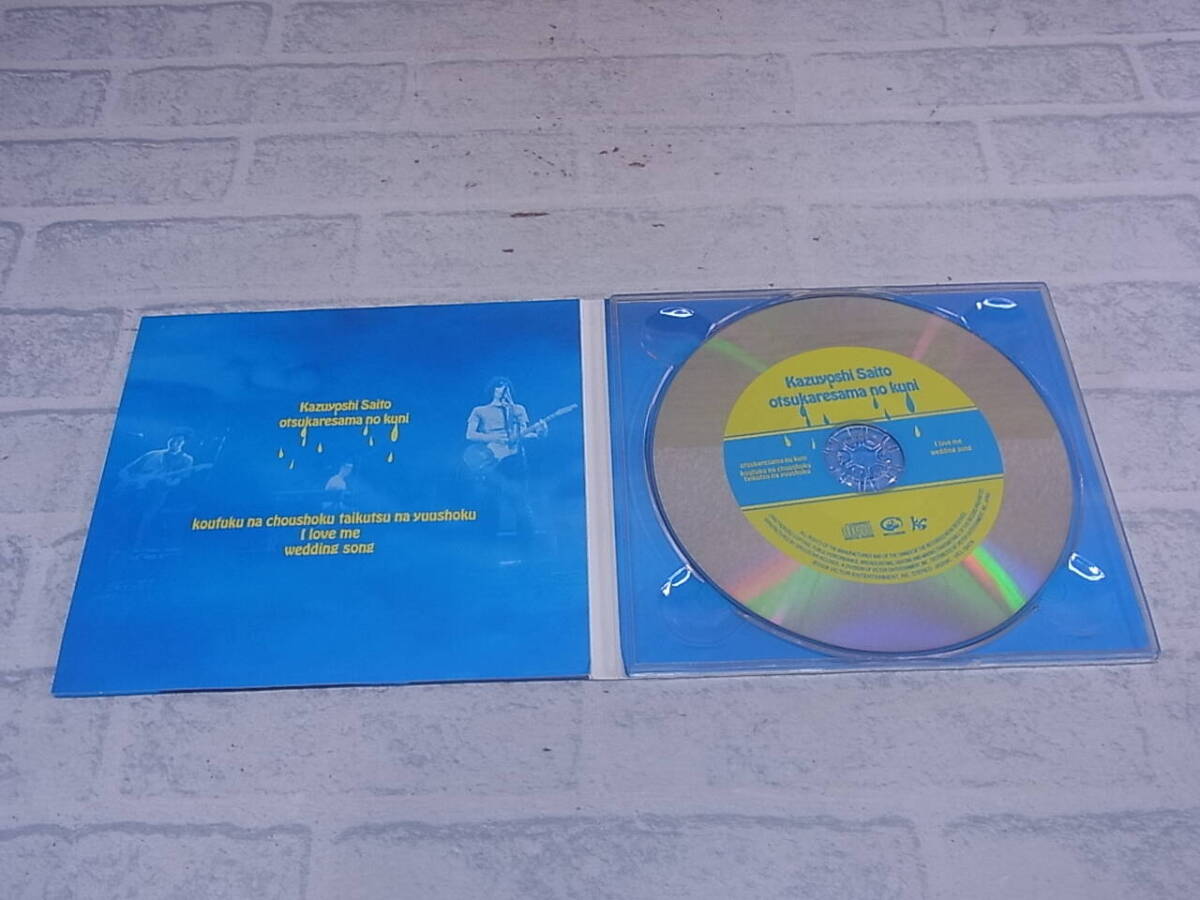 Kazuyoshi Saito
otsukaresama no kuni
koufuku na choushoku taikutsu na yuushoku
I love me
wedding song
Kazuyoshi Saito
otsukaresama no kuni
otsukaresama no kuni
koufuku na choushoku
taikutsu na yuushoku
I love me
wedding song